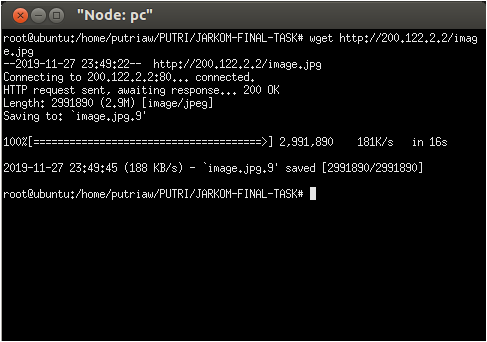 "Node: pc"
root@ubuntu:/home/putriaw/PUTRI/JARKOM-FINAL-TASK# wget http://200.122.2.2/imag
e.jpg
--2019-11-27 23:49:22--  http://200.122.2.2/image.jpg
Connecting to 200.122.2.2:80... connected.
HTTP request sent, awaiting response... 200 OK
Length: 2991890 (2.9M) [image/jpeg]
Saving to: `image.jpg.9'
100%[======================================>] 2,991,890    181K/s   in 16s
2019-11-27 23:49:45 (188 KB/s) - `image.jpg.9' saved [2991890/2991890]
root@ubuntu:/home/putriaw/PUTRI/JARKOM-FINAL-TASK#